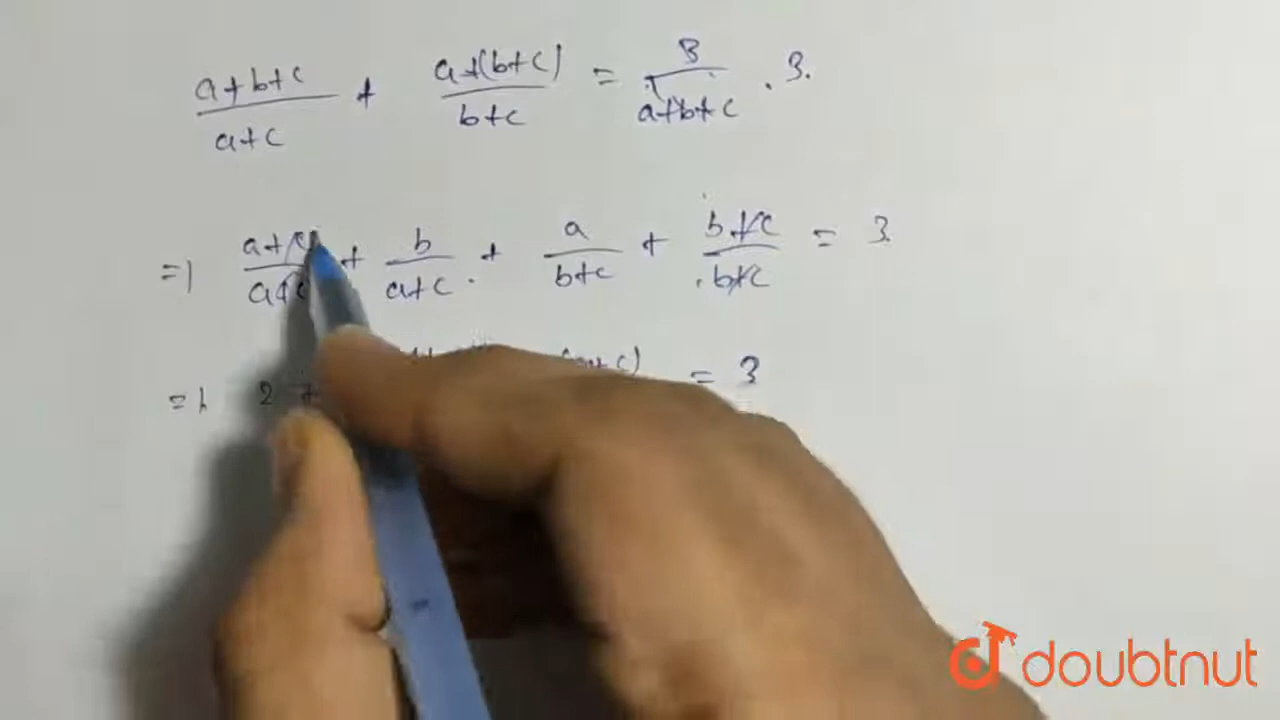 (a+b+c)/(a+c) + (a+(b+c))/(b+c) = 3/(a+b+c) . 3.
=) (a+c)/(a+c) + b/(a+c) . + a/(b+c) + (b+c)/(b+c) = 3
=) 2 + = 3
doubtnut